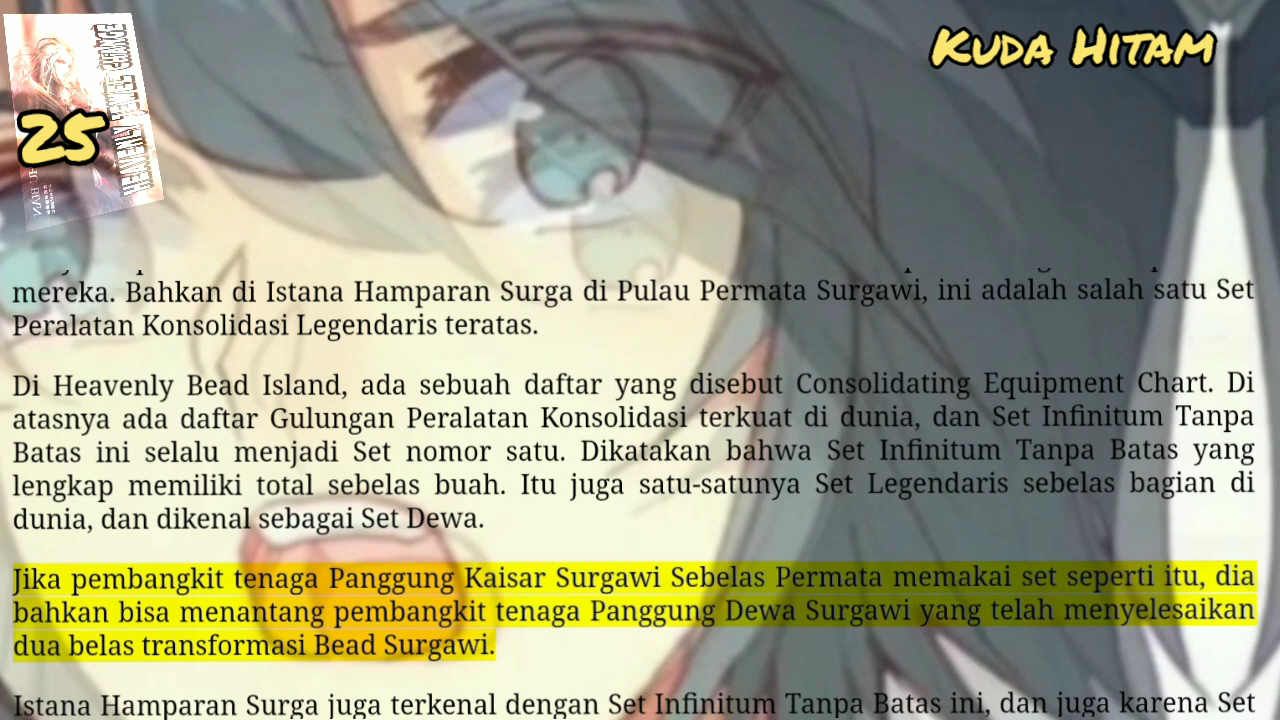 Kuda Hitam
HEAVENLY JEWEL CHANGE
25
mereka. Bahkan di Istana Hamparan Surga di Pulau Permata Surgawi, ini adalah salah satu Set
Peralatan Konsolidasi Legendaris teratas.
Di Heavenly Bead Island, ada sebuah daftar yang disebut Consolidating Equipment Chart. Di
atasnya ada daftar Gulungan Peralatan Konsolidasi terkuat di dunia, dan Set Infinitum Tanpa
Batas ini selalu menjadi Set nomor satu. Dikatakan bahwa Set Infinitum Tanpa Batas yang
lengkap memiliki total sebelas buah. Itu juga satu-satunya Set Legendaris sebelas bagian di
dunia, dan dikenal sebagai Set Dewa.
Jika pembangkit tenaga Panggung Kaisar Surgawi Sebelas Permata memakai set seperti itu, dia
bahkan bisa menantang pembangkit tenaga Panggung Dewa Surgawi yang telah menyelesaikan
dua belas transformasi Bead Surgawi.
Istana Hamparan Surga juga terkenal dengan Set Infinitum Tanpa Batas ini, dan juga karena Set